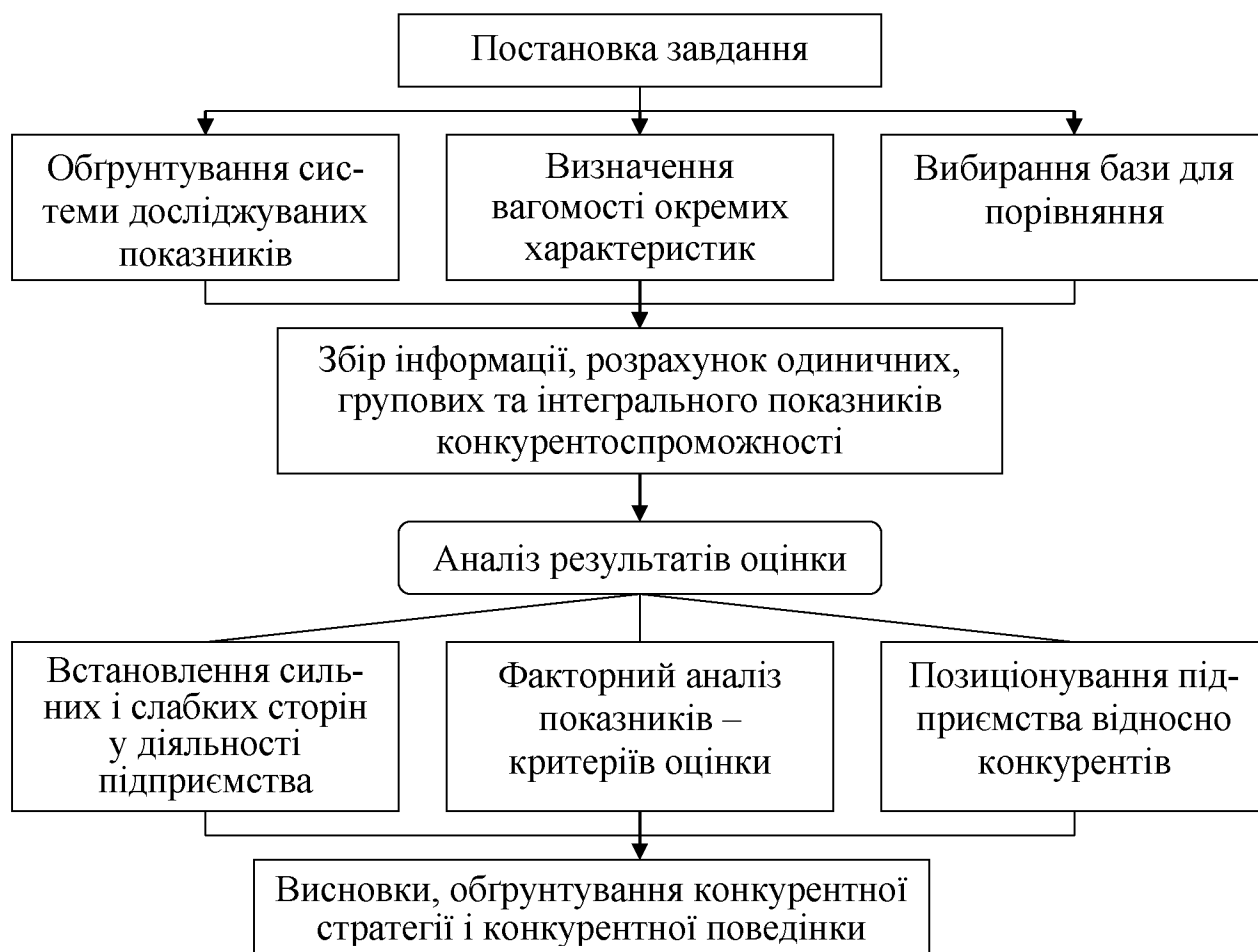 Постановка завдання
Обґрунтування сис-
теми досліджуваних
показників
Визначення
вагомості окремих
характеристик
Вибирання бази для
порівняння
Збір інформації, розрахунок одиничних,
групових та інтегрального показників
конкурентоспроможності
Аналіз результатів оцінки
Встановлення силь-
них і слабких сторін
у діяльності
підприємства
Факторний аналіз
показників –
критеріїв оцінки
Позиціонування під-
приємства відносно
конкурентів
Висновки, обґрунтування конкурентної
стратегії і конкурентної поведінки